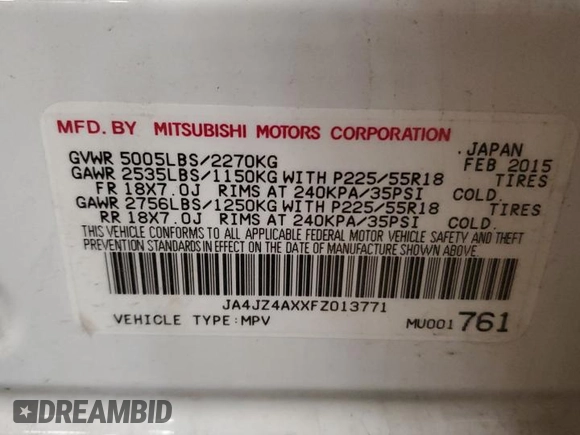 MFD. BY MITSUBISHI MOTORS CORPORATION
. JAPAN
GVWR 5005LBS/2270KG FEB 2015
GAWR 2535LBS/1150KG WITH P225/55R18 TIRES
FR 18X7.0J RIMS AT 240KPA/35PSI COLD.
GAWR 2756LBS/1250KG WITH P225/55R18 TIRES
RR 18X7.0J RIMS AT 240KPA/35PSI COLD.
THIS VEHICLE CONFORMS TO ALL APPLICABLE FEDERAL MOTOR VEHICLE SAFETY AND THEFT
PREVENTION STANDARDS IN EFFECT ON THE DATE OF MANUFACTURE SHOWN ABOVE.
JA4JZ4AXXFZ013771
VEHICLE TYPE:MPV MU001761
DREAMBID